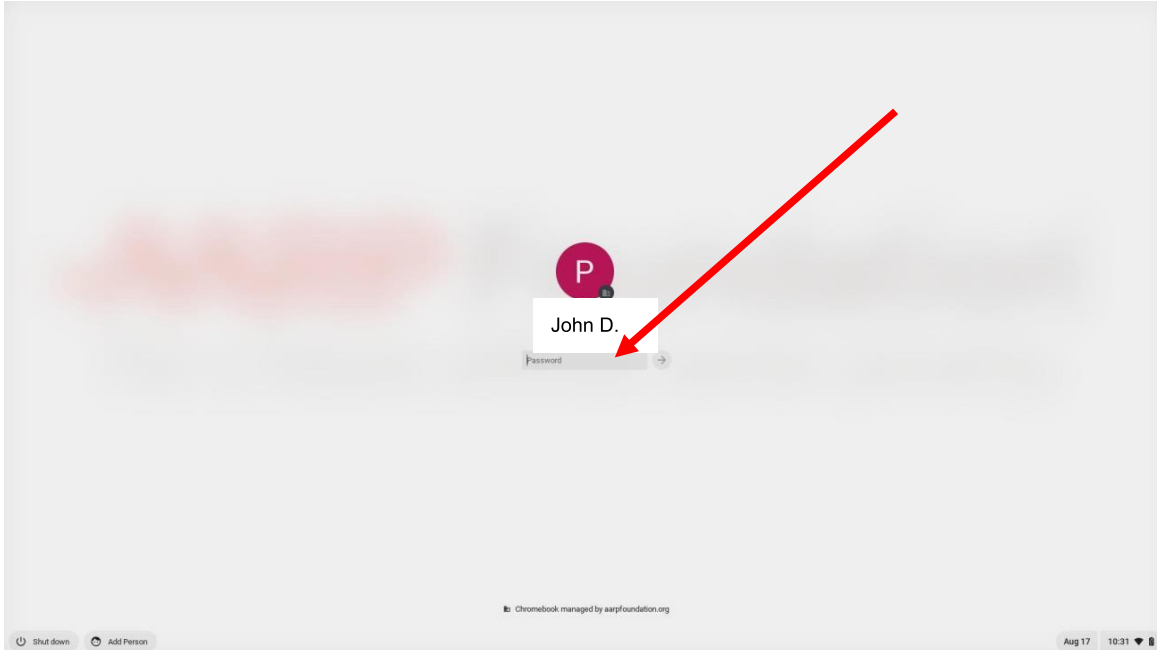 P
John D.
Password
Chromebook managed by aarpfoundation.org
Shut down
Add Person
Aug 17
10:31